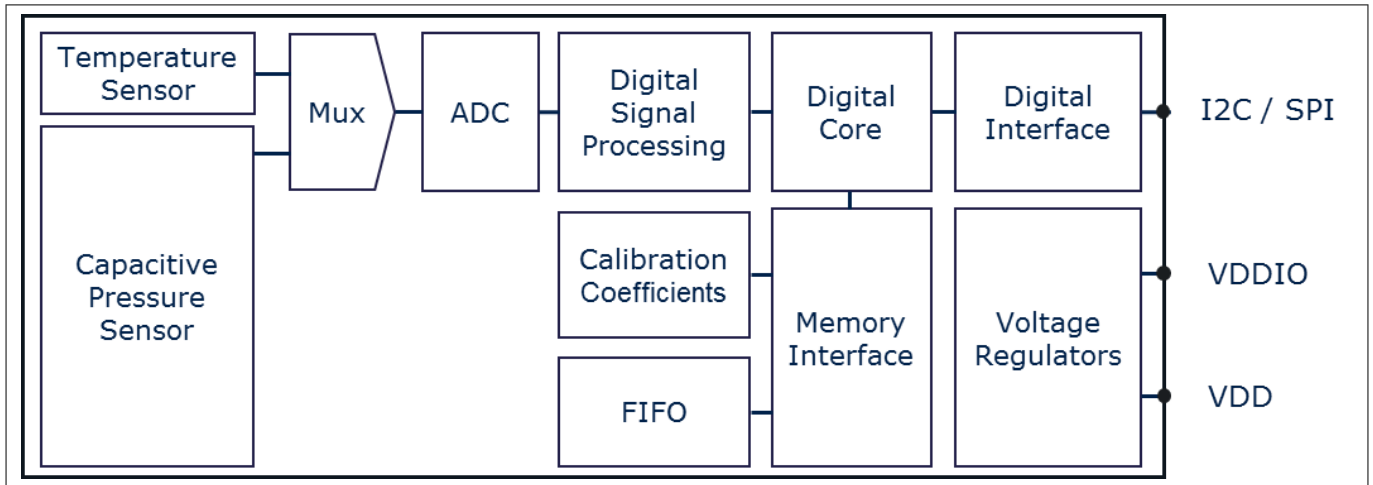 Temperature
Sensor
Mux
ADC
Digital
Signal
Processing
Digital
Core
Digital
Interface
I2C / SPI
Capacitive
Pressure
Sensor
Calibration
Coefficients
Memory
Interface
Voltage
Regulators
VDDIO
FIFO
VDD